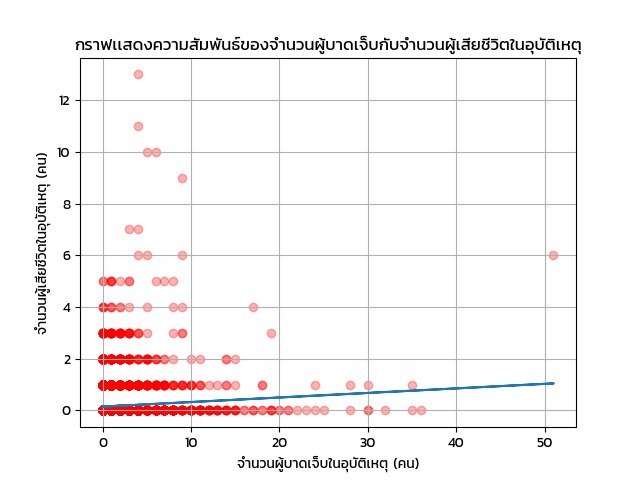 กราฟแสดงความสัมพันธ์ของจำนวนผู้บาดเจ็บกับจำนวนผู้เสียชีวิตในอุบัติเหตุ
จำนวนผู้เสียชีวิตในอุบัติเหตุ (คน)
12
10
8
6
4
2
0
0 10 20 30 40 50
จำนวนผู้บาดเจ็บในอุบัติเหตุ (คน)